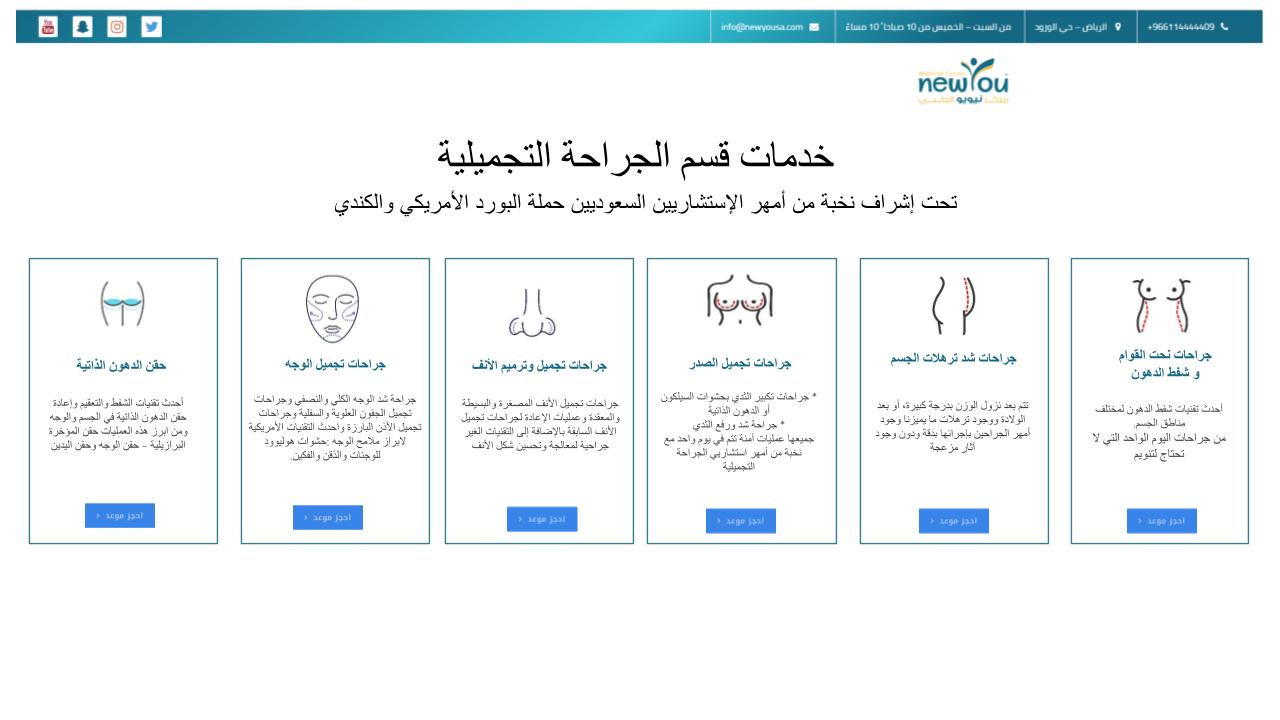 +966114444409
الرياض – حي الورود
من السبت – الخميس من 10 صباحاً 10 مساءً
info@newyousa.com
You
Tube
Medical Center
newyou
مركز نيويو الطبي
خدمات قسم الجراحة التجميلية
تحت إشراف نخبة من أمهر الإستشاريين السعوديين حملة البورد الأمريكي والكندي
جراحات نحت القوام
و شفط الدهون
أحدث تقنيات شفط الدهون لمختلف
مناطق الجسم.
من جراحات اليوم الواحد التي لا
تحتاج لتنويم
احجز موعد
جراحات شد ترهلات الجسم
تتم بعد نزول الوزن بدرجة كبيرة، أو بعد
الولادة ووجود ترهلات ما يميزنا وجود
أمهر الجراحين بإجرائها بدقة ودون وجود
آثار مزعجة
احجز موعد
جراحات تجميل الصدر
* جراحات تكبير الثدي بحشوات السيلكون
أو الدهون الذاتية
* جراحة شد ورفع الثدي
جميعها عمليات آمنة تتم في يوم واحد مع
نخبة من أمهر استشاريي الجراحة
التجميلية
احجز موعد
جراحات تجميل وترميم الأنف
جراحات تجميل الأنف المصغرة والبسيطة
والمعقدة وعمليات الإعادة لجراحات تجميل
الأنف السابقة بالإضافة إلى التقنيات الغير
جراحية لمعالجة وتحسين شكل الأنف
احجز موعد
جراحات تجميل الوجه
جراحة شد الوجه الكلي والنصفي وجراحات
تجميل الجفون العلوية والسفلية وجراحات
تجميل الأذن البارزة واحدث التقنيات الأمريكية
لابراز ملامح الوجه :حشوات هوليوود
للوجنات والذقن والفكين.
احجز موعد
حقن الدهون الذاتية
أحدث تقنيات الشفط والتعقيم وإعادة
حقن الدهون الذاتية في الجسم والوجه
ومن ابرز هذه العمليات حقن المؤخرة
البرازيلية – حقن الوجه وحقن اليدين
احجز موعد